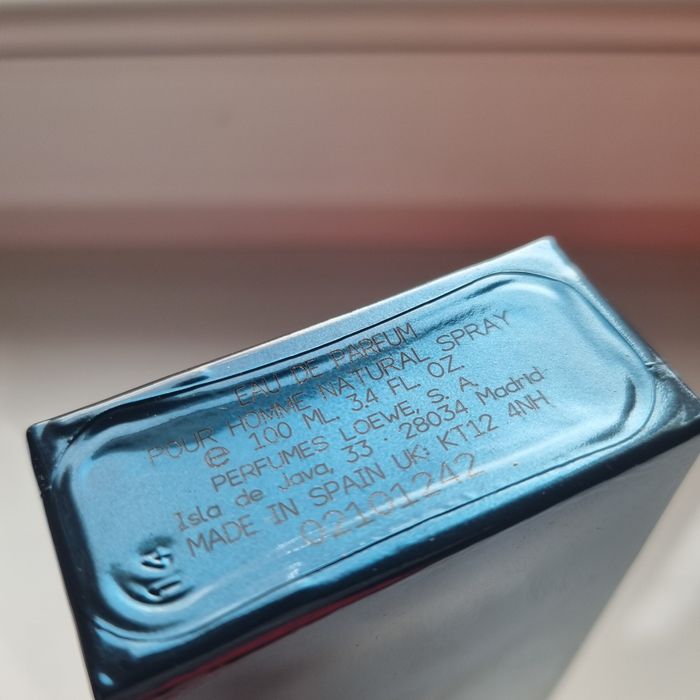 EAU DE PARFUM
POUR HOMME NATURAL SPRAY
℮ 100 ML 34 FL OZ
PERFUMES LOEWE, S. A.
Isla de Java, 33 · 28034 Madrid·
MADE IN SPAIN UK: KT12 4NH
02101242